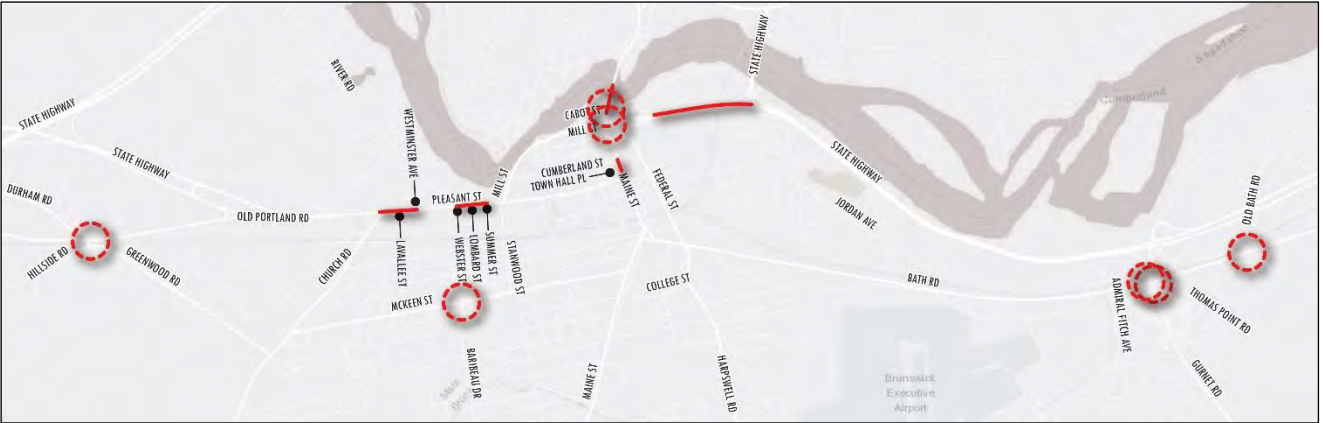 RIVER RD
STATE HIGHWAY
STATE HIGHWAY
WESTMINSTER AVE
CABOT ST
MILL ST
STATE HIGHWAY
DURHAM RD
CUMBERLAND ST
TOWN HALL PL
MAINE ST
FEDERAL ST
STATE HIGHWAY
Cumberland
Sagadahoc
OLD PORTLAND RD
PLEASANT ST
MILL ST
JORDAN AVE
OLD BATH RD
HILLSIDE RD
GREENWOOD RD
CHURCH RD
LAVALLEE ST
WEBSTER ST
LOMBARD ST
SUMMER ST
STANWOOD ST
COLLEGE ST
BATH RD
MCKEEN ST
ADMIRAL FITCH AVE
THOMAS POINT RD
BARIBEAU DR
MAINE ST
HARPSWELL RD
GURNET RD
Brunswick
Executive
Airport